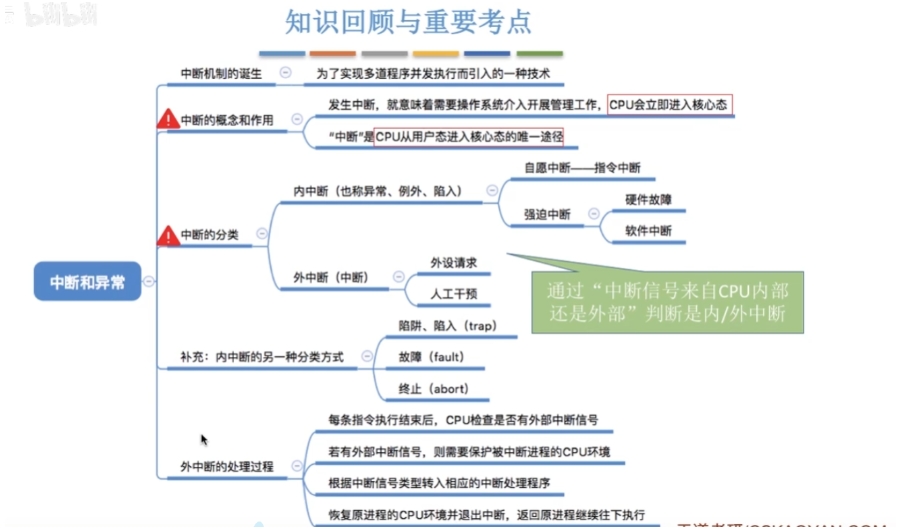 bilibili
知识回顾与重要考点
中断和异常
中断机制的诞生
为了实现多道程序并发执行而引入的一种技术
中断的概念和作用
发生中断，就意味着需要操作系统介入开展管理工作，CPU会立即进入核心态
“中断”是CPU从用户态进入核心态的唯一途径
中断的分类
内中断（也称异常、例外、陷入）
自愿中断——指令中断
强迫中断
硬件故障
软件中断
外中断（中断）
外设请求
人工干预
通过“中断信号来自CPU内部
还是外部”判断是内/外中断
补充：内中断的另一种分类方式
陷阱、陷入（trap）
故障（fault）
终止（abort）
外中断的处理过程
每条指令执行结束后，CPU检查是否有外部中断信号
若有外部中断信号，则需要保护被中断进程的CPU环境
根据中断信号类型转入相应的中断处理程序
恢复原进程的CPU环境并退出中断，返回原进程继续往下执行